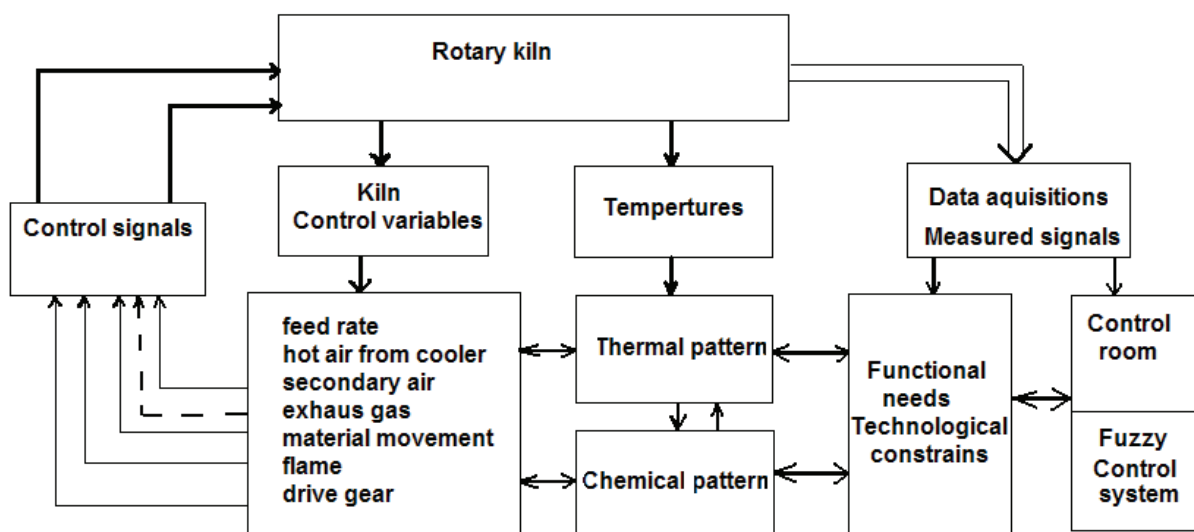 Rotary kiln
Kiln
Control variables
Tempertures
Data aquisitions
Measured signals
Control signals
feed rate
hot air from cooler
secondary air
exhaus gas
material movement
flame
drive gear
Thermal pattern
Chemical pattern
Functional
needs
Technological
constrains
Control
room
Fuzzy
Control
system